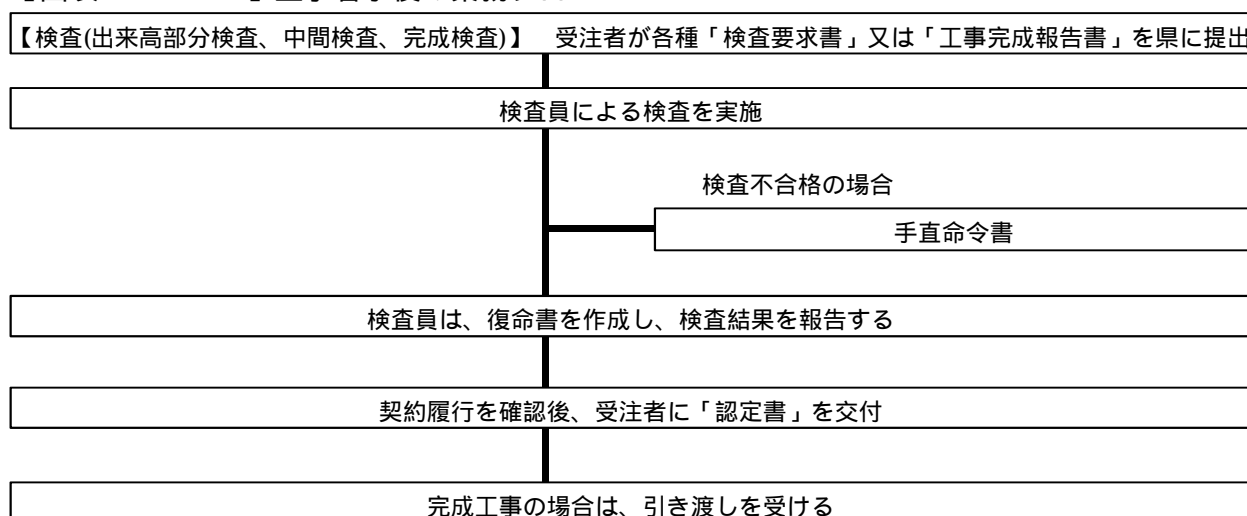 【検査(出来高部分検査、中間検査、完成検査)】 受注者が各種「検査要求書」又は「工事完成報告書」を県に提出
検査員による検査を実施
検査不合格の場合
手直命令書
検査員は、復命書を作成し、検査結果を報告する
契約履行を確認後、受注者に「認定書」を交付
完成工事の場合は、引き渡しを受ける